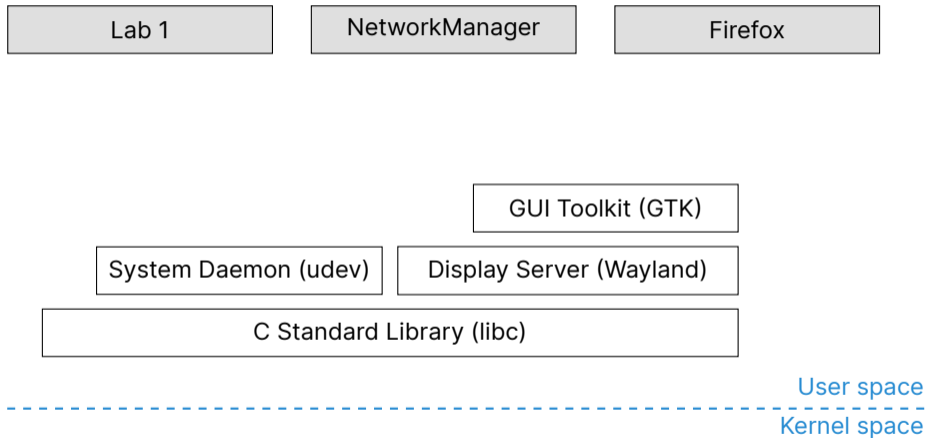 Lab 1
NetworkManager
Firefox
GUI Toolkit (GTK)
System Daemon (udev)
Display Server (Wayland)
C Standard Library (libc)
User space
Kernel space